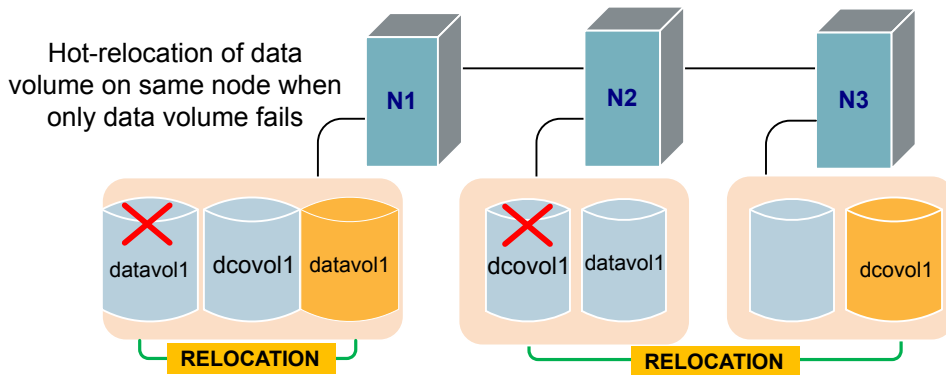 Hot-relocation of data
volume on same node when
only data volume fails
N1
N2
N3
datavol1
dcovol1
datavol1
dcovol1
datavol1
dcovol1
RELOCATION
RELOCATION